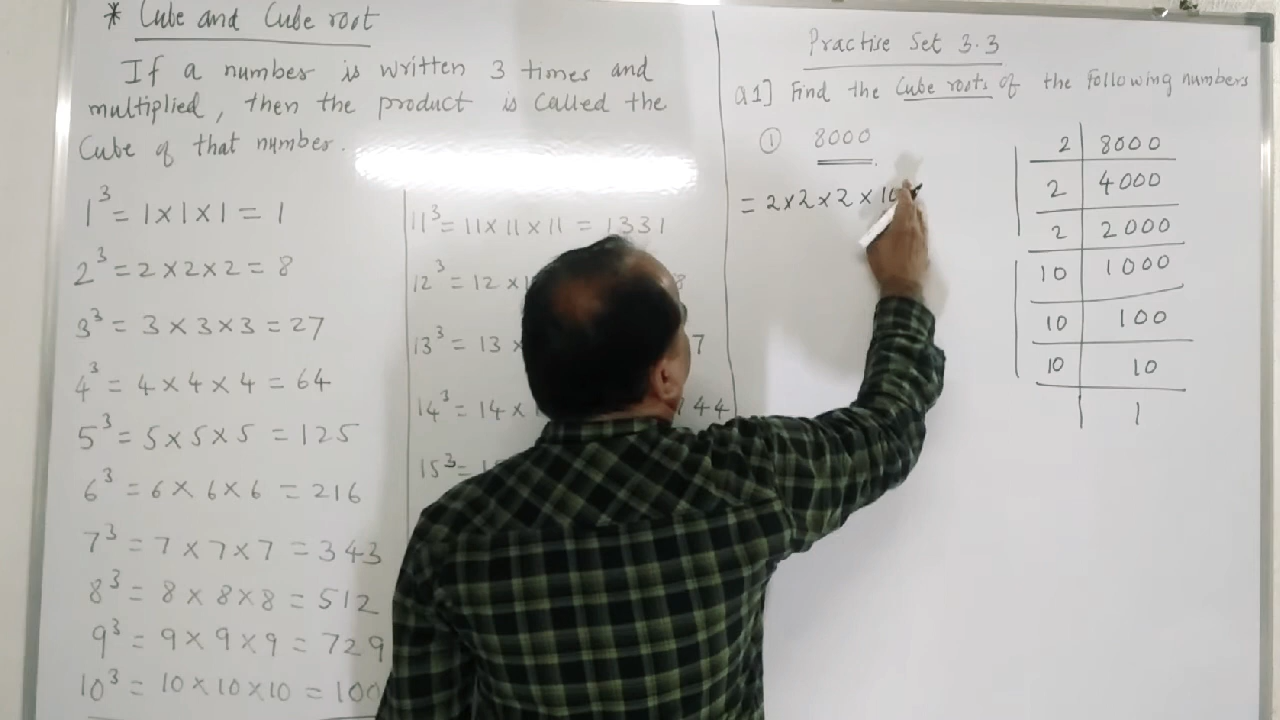 * Cube and Cube root
If a number is written 3 times and
multiplied, then the product is called the
Cube of that number.
1³ = 1×1×1 = 1
2³ = 2×2×2 = 8
3³ = 3×3×3 = 27
4³ = 4×4×4 = 64
5³ = 5×5×5 = 125
6³ = 6×6×6 = 216
7³ = 7×7×7 = 343
8³ = 8×8×8 = 512
9³ = 9×9×9 = 729
10³ = 10×10×10 = 100
11³ = 11×11×11 = 1331
12³ = 12× 8
13³ = 13 7
14³ = 14× 44
15³ =
Practise Set 3.3
Q1] Find the Cube roots of the following numbers
① 8000
= 2×2×2×10
2 | 8000
2 | 4000
2 | 2000
10 | 1000
10 | 100
10 | 10
| 1